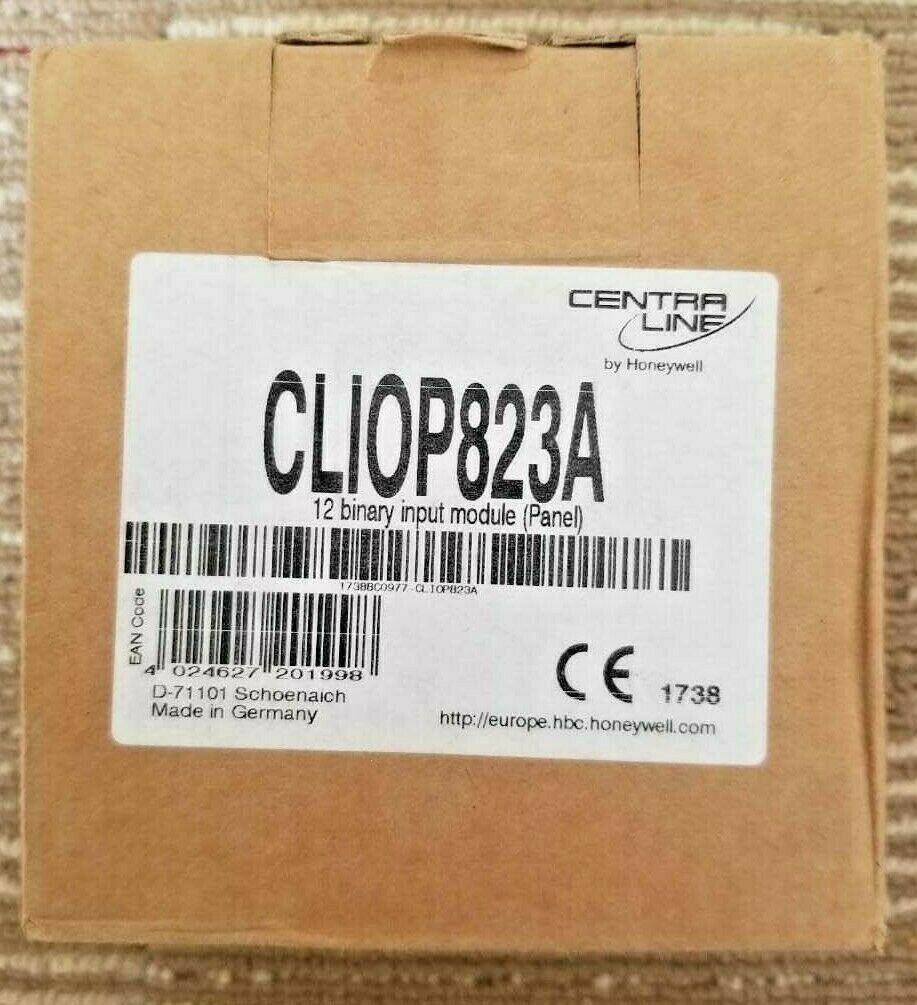 CENTRA
LINE
by Honeywell
CLIOP823A
12 binary input module (Panel)
1738BC0977-CLIOP823A
EAN Code
4 024627 201998
D-71101 Schoenaich
Made in Germany
CE 1738
http://europe.hbc.honeywell.com